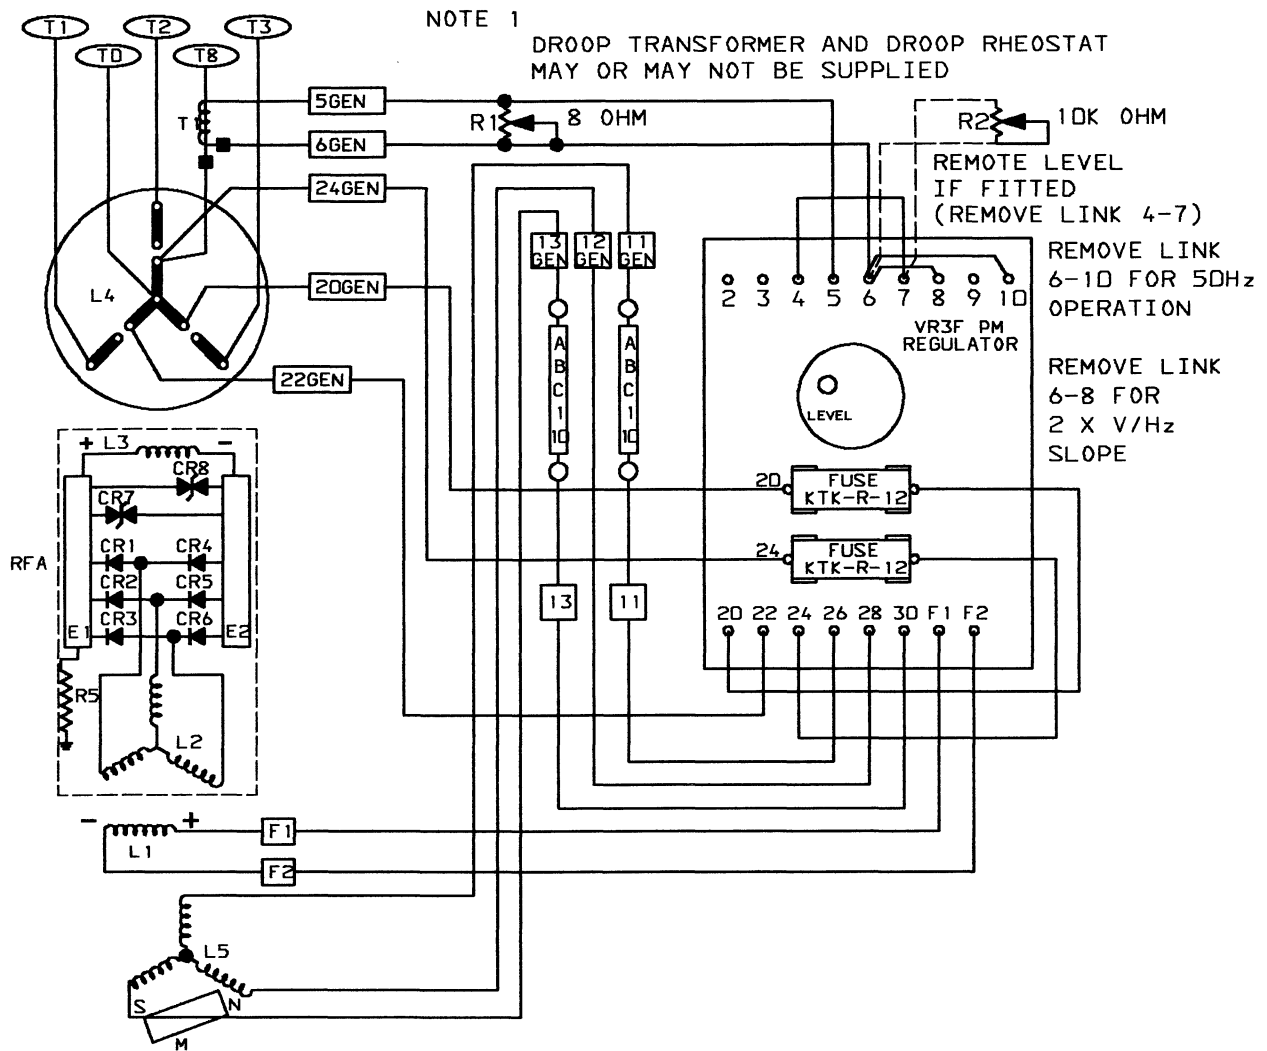 T1 T2 T3
T0 T8
NOTE 1
DROOP TRANSFORMER AND DROOP RHEOSTAT
MAY OR MAY NOT BE SUPPLIED
5GEN
T1
R1
8 OHM
R2
10K OHM
6GEN
REMOTE LEVEL
IF FITTED
(REMOVE LINK 4-7)
24GEN
13
GEN
12
GEN
11
GEN
REMOVE LINK
6-10 FOR 50Hz
OPERATION
20GEN
L4
2 3 4 5 6 7 8 9 10
VR3F PM
REGULATOR
A
B
C
1
10
A
B
C
1
10
22GEN
REMOVE LINK
6-8 FOR
2 X V/Hz
SLOPE
LEVEL
+ L3 -
CR8
CR7
20
FUSE
KTK-R-12
CR1 CR4
24
FUSE
KTK-R-12
RFA
CR2 CR5
13 11
CR3 CR6
E1 E2
20 22 24 26 28 30 F1 F2
R5
L2
- +
F1
L1
F2
L5
S N
M